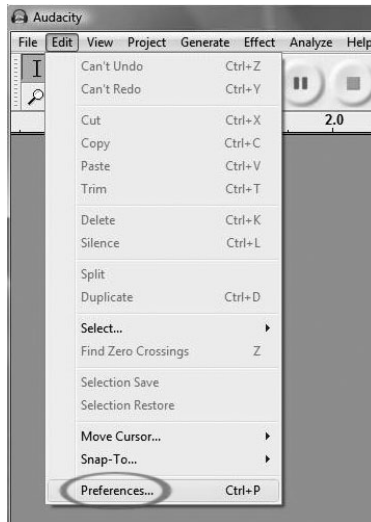 Audacity
File Edit View Project Generate Effect Analyze Help
Can't Undo Ctrl+Z
Can't Redo Ctrl+Y
2.0
Cut Ctrl+X
Copy Ctrl+C
Paste Ctrl+V
Trim Ctrl+T
Delete Ctrl+K
Silence Ctrl+L
Split
Duplicate Ctrl+D
Select...
Find Zero Crossings Z
Selection Save
Selection Restore
Move Cursor...
Snap-To...
Preferences... Ctrl+P